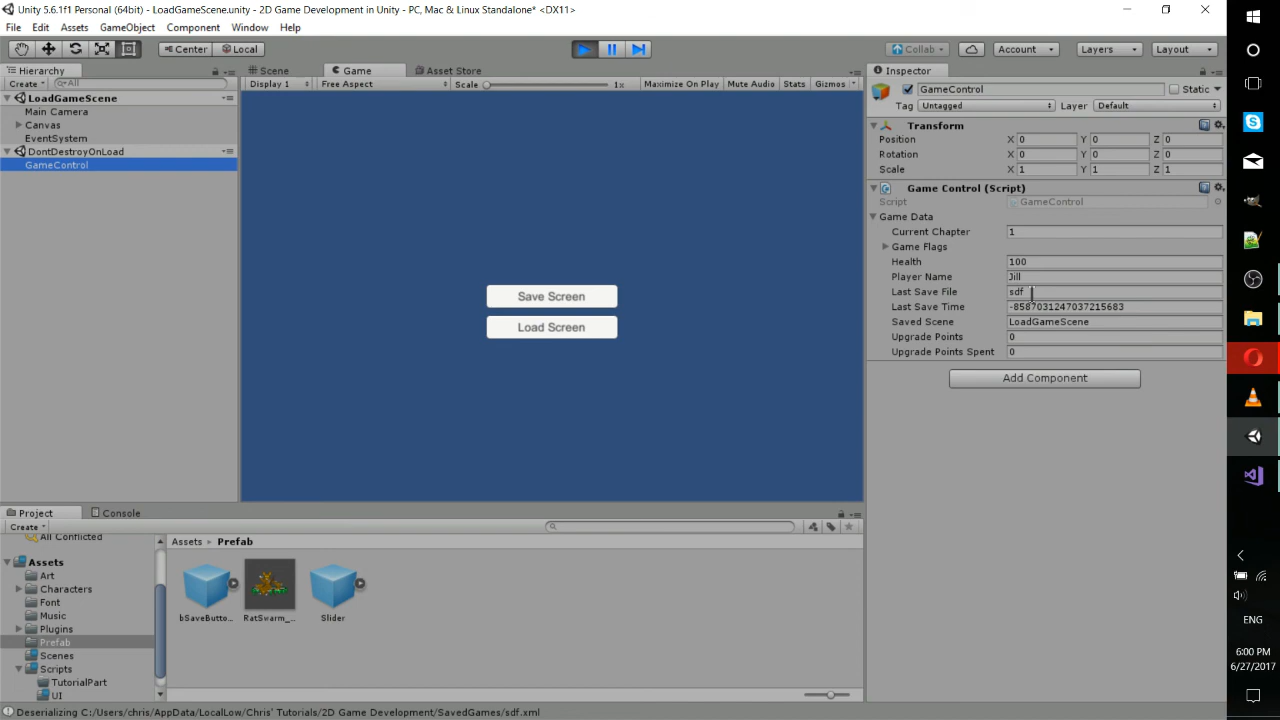 Unity 5.6.1f1 Personal (64bit) - LoadGameScene.unity - 2D Game Development in Unity - PC, Mac & Linux Standalone* <DX11>
File Edit Assets GameObject Component Window Help
Center Local Collab Account Layers Layout
Hierarchy Scene Game Asset Store Inspector
Create All Display 1 Free Aspect Scale 1x Maximize On Play Mute Audio Stats Gizmos
GameControl Static
LoadGameScene
Tag Untagged Layer Default
Main Camera
Canvas
Transform
EventSystem
Position X 0 Y 0 Z 0
DontDestroyOnLoad
Rotation X 0 Y 0 Z 0
GameControl
Scale X 1 Y 1 Z 1
Game Control (Script)
Script GameControl
Game Data
Current Chapter 1
Game Flags
Health 100
Player Name Jill
Last Save File sdf
Save Screen
Last Save Time -8587031247037215683
Saved Scene LoadGameScene
Load Screen
Upgrade Points 0
Upgrade Points Spent 0
Add Component
Project Console
Create
All Conflicted
Assets ▸ Prefab
Assets
Art
Characters
Font
Music
Plugins
Prefab
Scenes
Scripts
TutorialPart
UI
bSaveButto... RatSwarm_... Slider
ENG
6:00 PM
6/27/2017
Deserializing C:/Users/chris/AppData/LocalLow/Chris' Tutorials/2D Game Development/SavedGames/sdf.xml